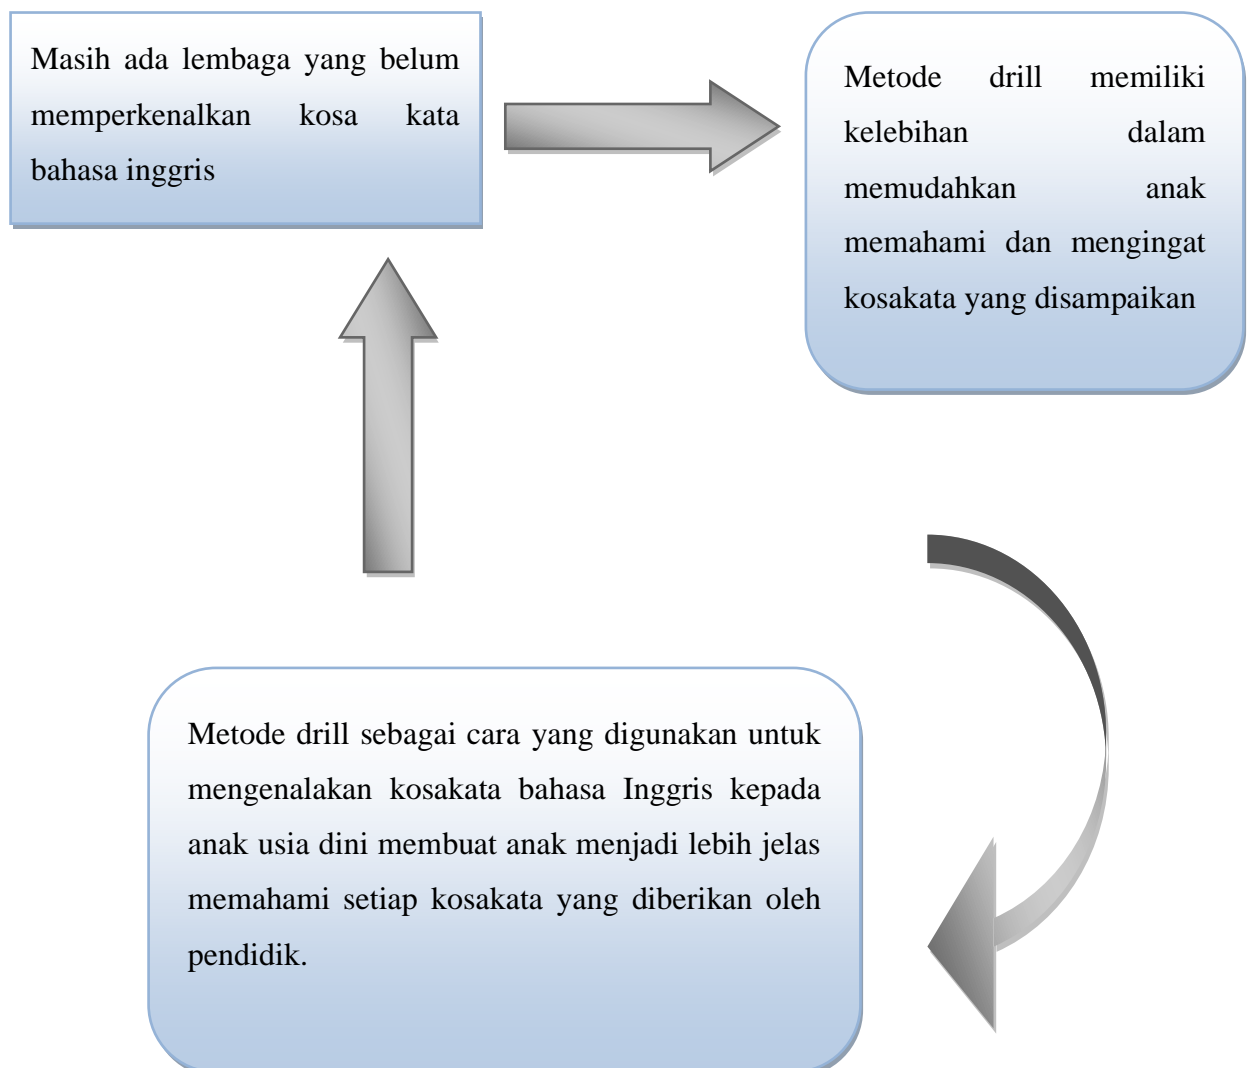 Masih ada lembaga yang belum
memperkenalkan kosa kata
bahasa inggris
Metode drill memiliki
kelebihan dalam
memudahkan anak
memahami dan mengingat
kosakata yang disampaikan
Metode drill sebagai cara yang digunakan untuk
mengenalakan kosakata bahasa Inggris kepada
anak usia dini membuat anak menjadi lebih jelas
memahami setiap kosakata yang diberikan oleh
pendidik.